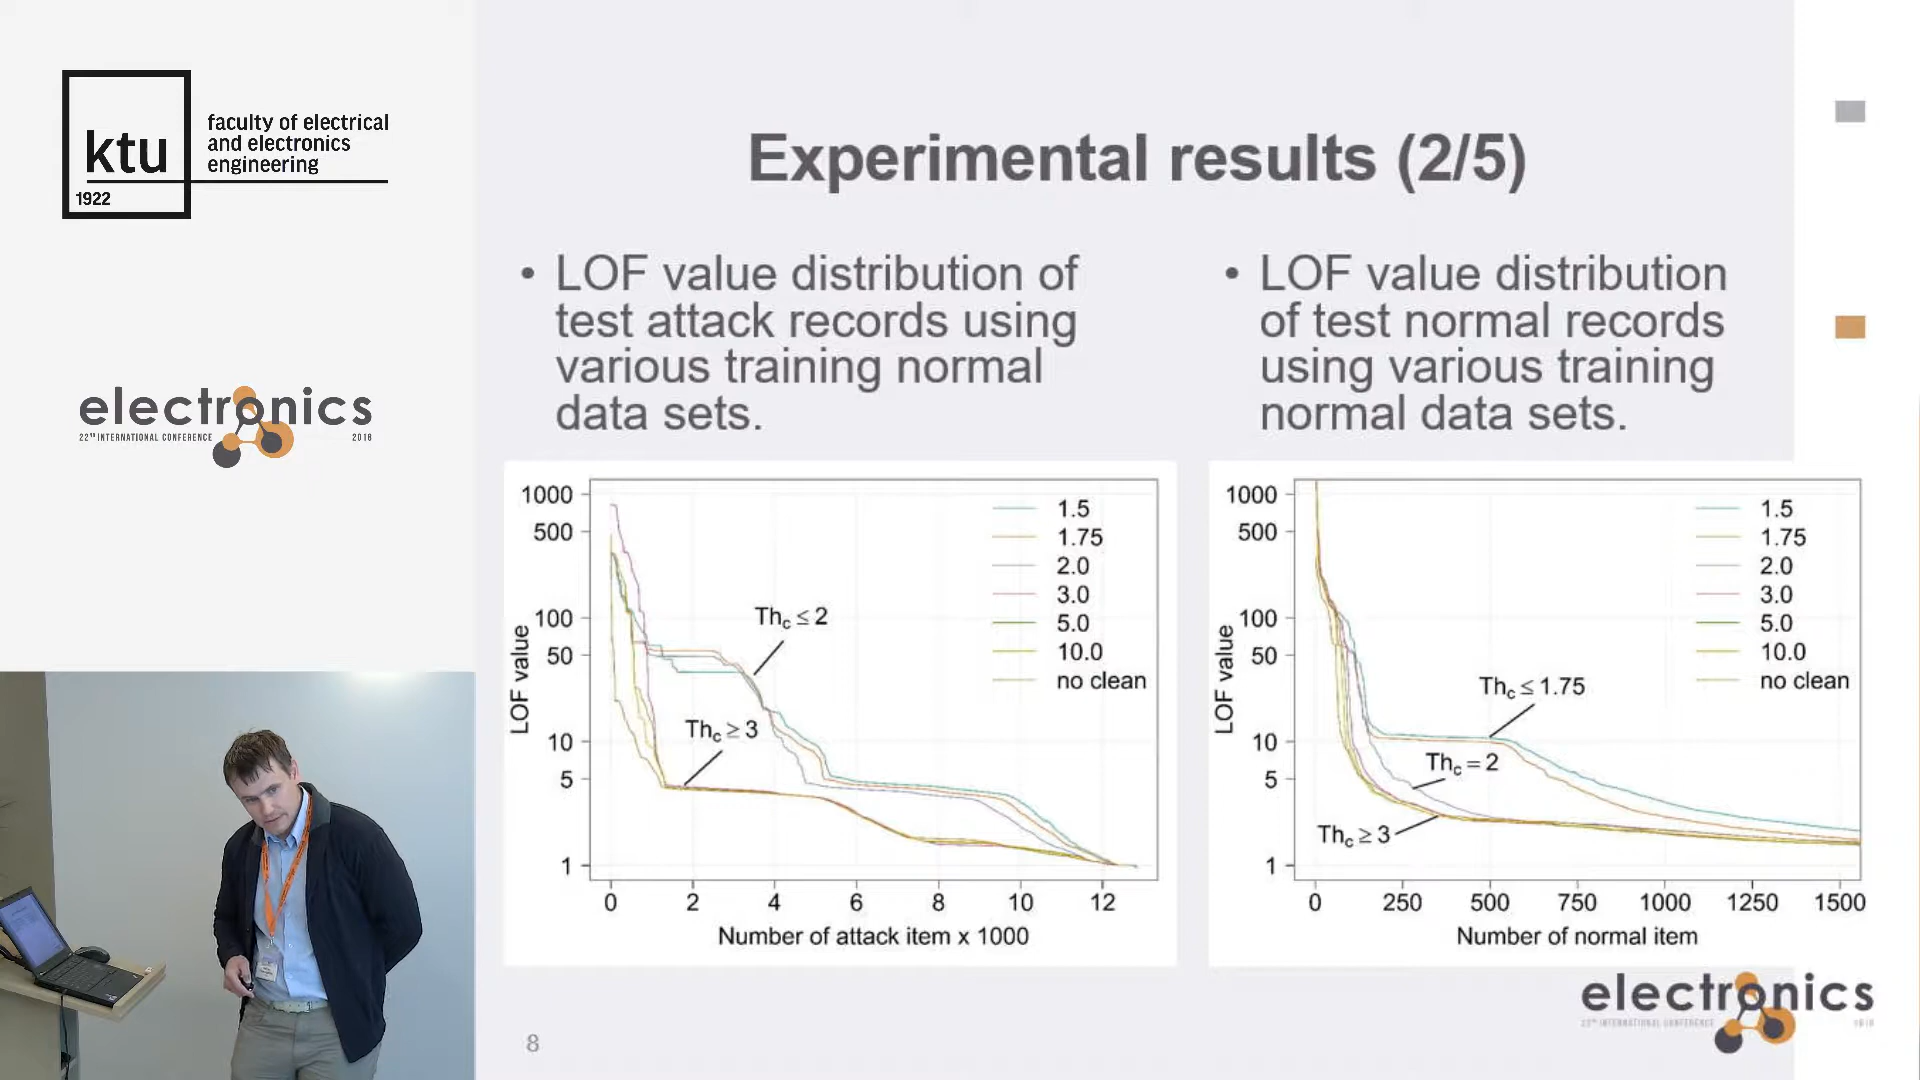 ktu
1922
faculty of electrical
and electronics
engineering
electronics
22ND INTERNATIONAL CONFERENCE 2018
Experimental results (2/5)
• LOF value distribution of
test attack records using
various training normal
data sets.
• LOF value distribution
of test normal records
using various training
normal data sets.
LOF value
1000
500
100
50
10
5
1
Th_c ≤ 2
Th_c ≥ 3
1.5
1.75
2.0
3.0
5.0
10.0
no clean
0 2 4 6 8 10 12
Number of attack item x 1000
LOF value
1000
500
100
50
10
5
1
Th_c ≤ 1.75
Th_c = 2
Th_c ≥ 3
1.5
1.75
2.0
3.0
5.0
10.0
no clean
0 250 500 750 1000 1250 1500
Number of normal item
8
electronics